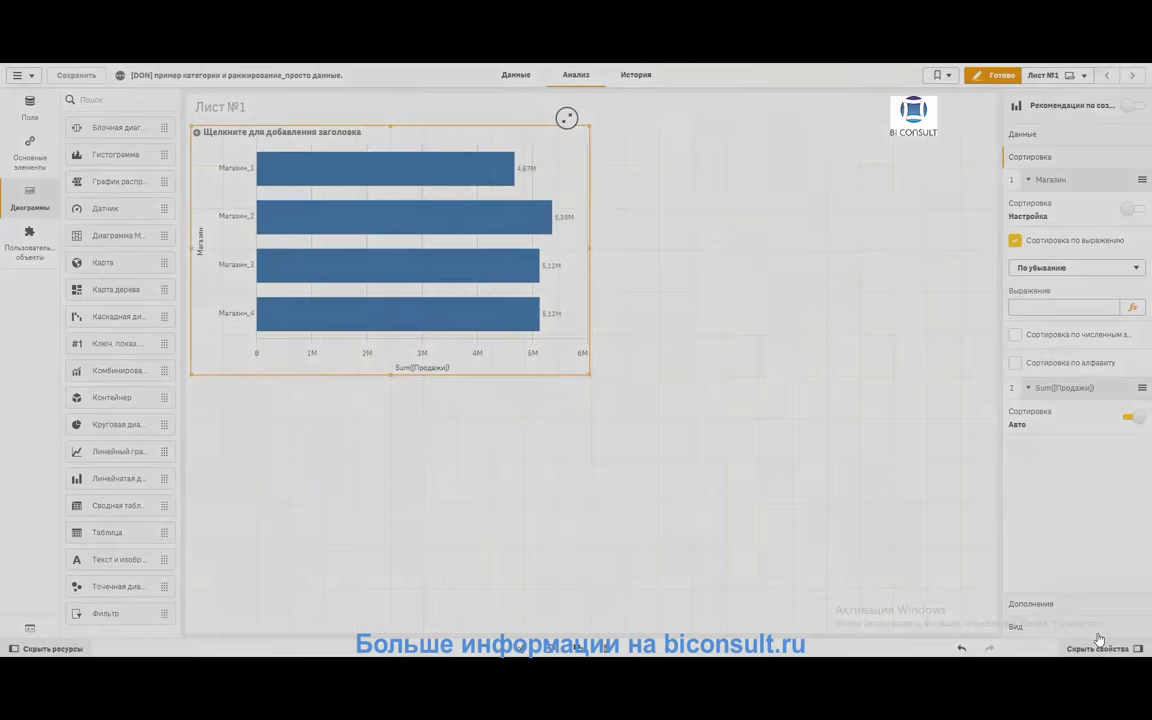 Сохранить
[DON] пример категории и ранкирование_просто данные.
Данные
Анализ
История
Готово
Лист №1
Поля
Основные элементы
Диаграммы
Пользователь... объекты
Поиск
Блочная диаг...
Гистограмма
График распр...
Датчик
Диаграмма М...
Карта
Карта дерева
Каскадная ди...
Ключ. показ. ...
Комбинирова...
Контейнер
Круговая диа...
Линейный гра...
Линейчатая д...
Сводная табл...
Таблица
Текст и изобр...
Точечная диа...
Фильтр
Лист №1
Щелкните для добавления заголовка
Магазин
Магазин_1
4,67M
Магазин_2
5,35M
Магазин_3
5,12M
Магазин_4
5,12M
0 1M 2M 3M 4M 5M 6M
Sum([Продажи])
BI CONSULT
Рекомендации по соз...
Данные
Сортировка
1 Магазин
Сортировка
Настройка
Сортировка по выражению
По убыванию
Выражение
fx
Сортировка по численным з...
Сортировка по алфавиту
2 Sum([Продажи])
Сортировка
Авто
Дополнения
Вид
Активация Windows
Скрыть ресурсы
Больше информации на biconsult.ru
Скрыть свойства